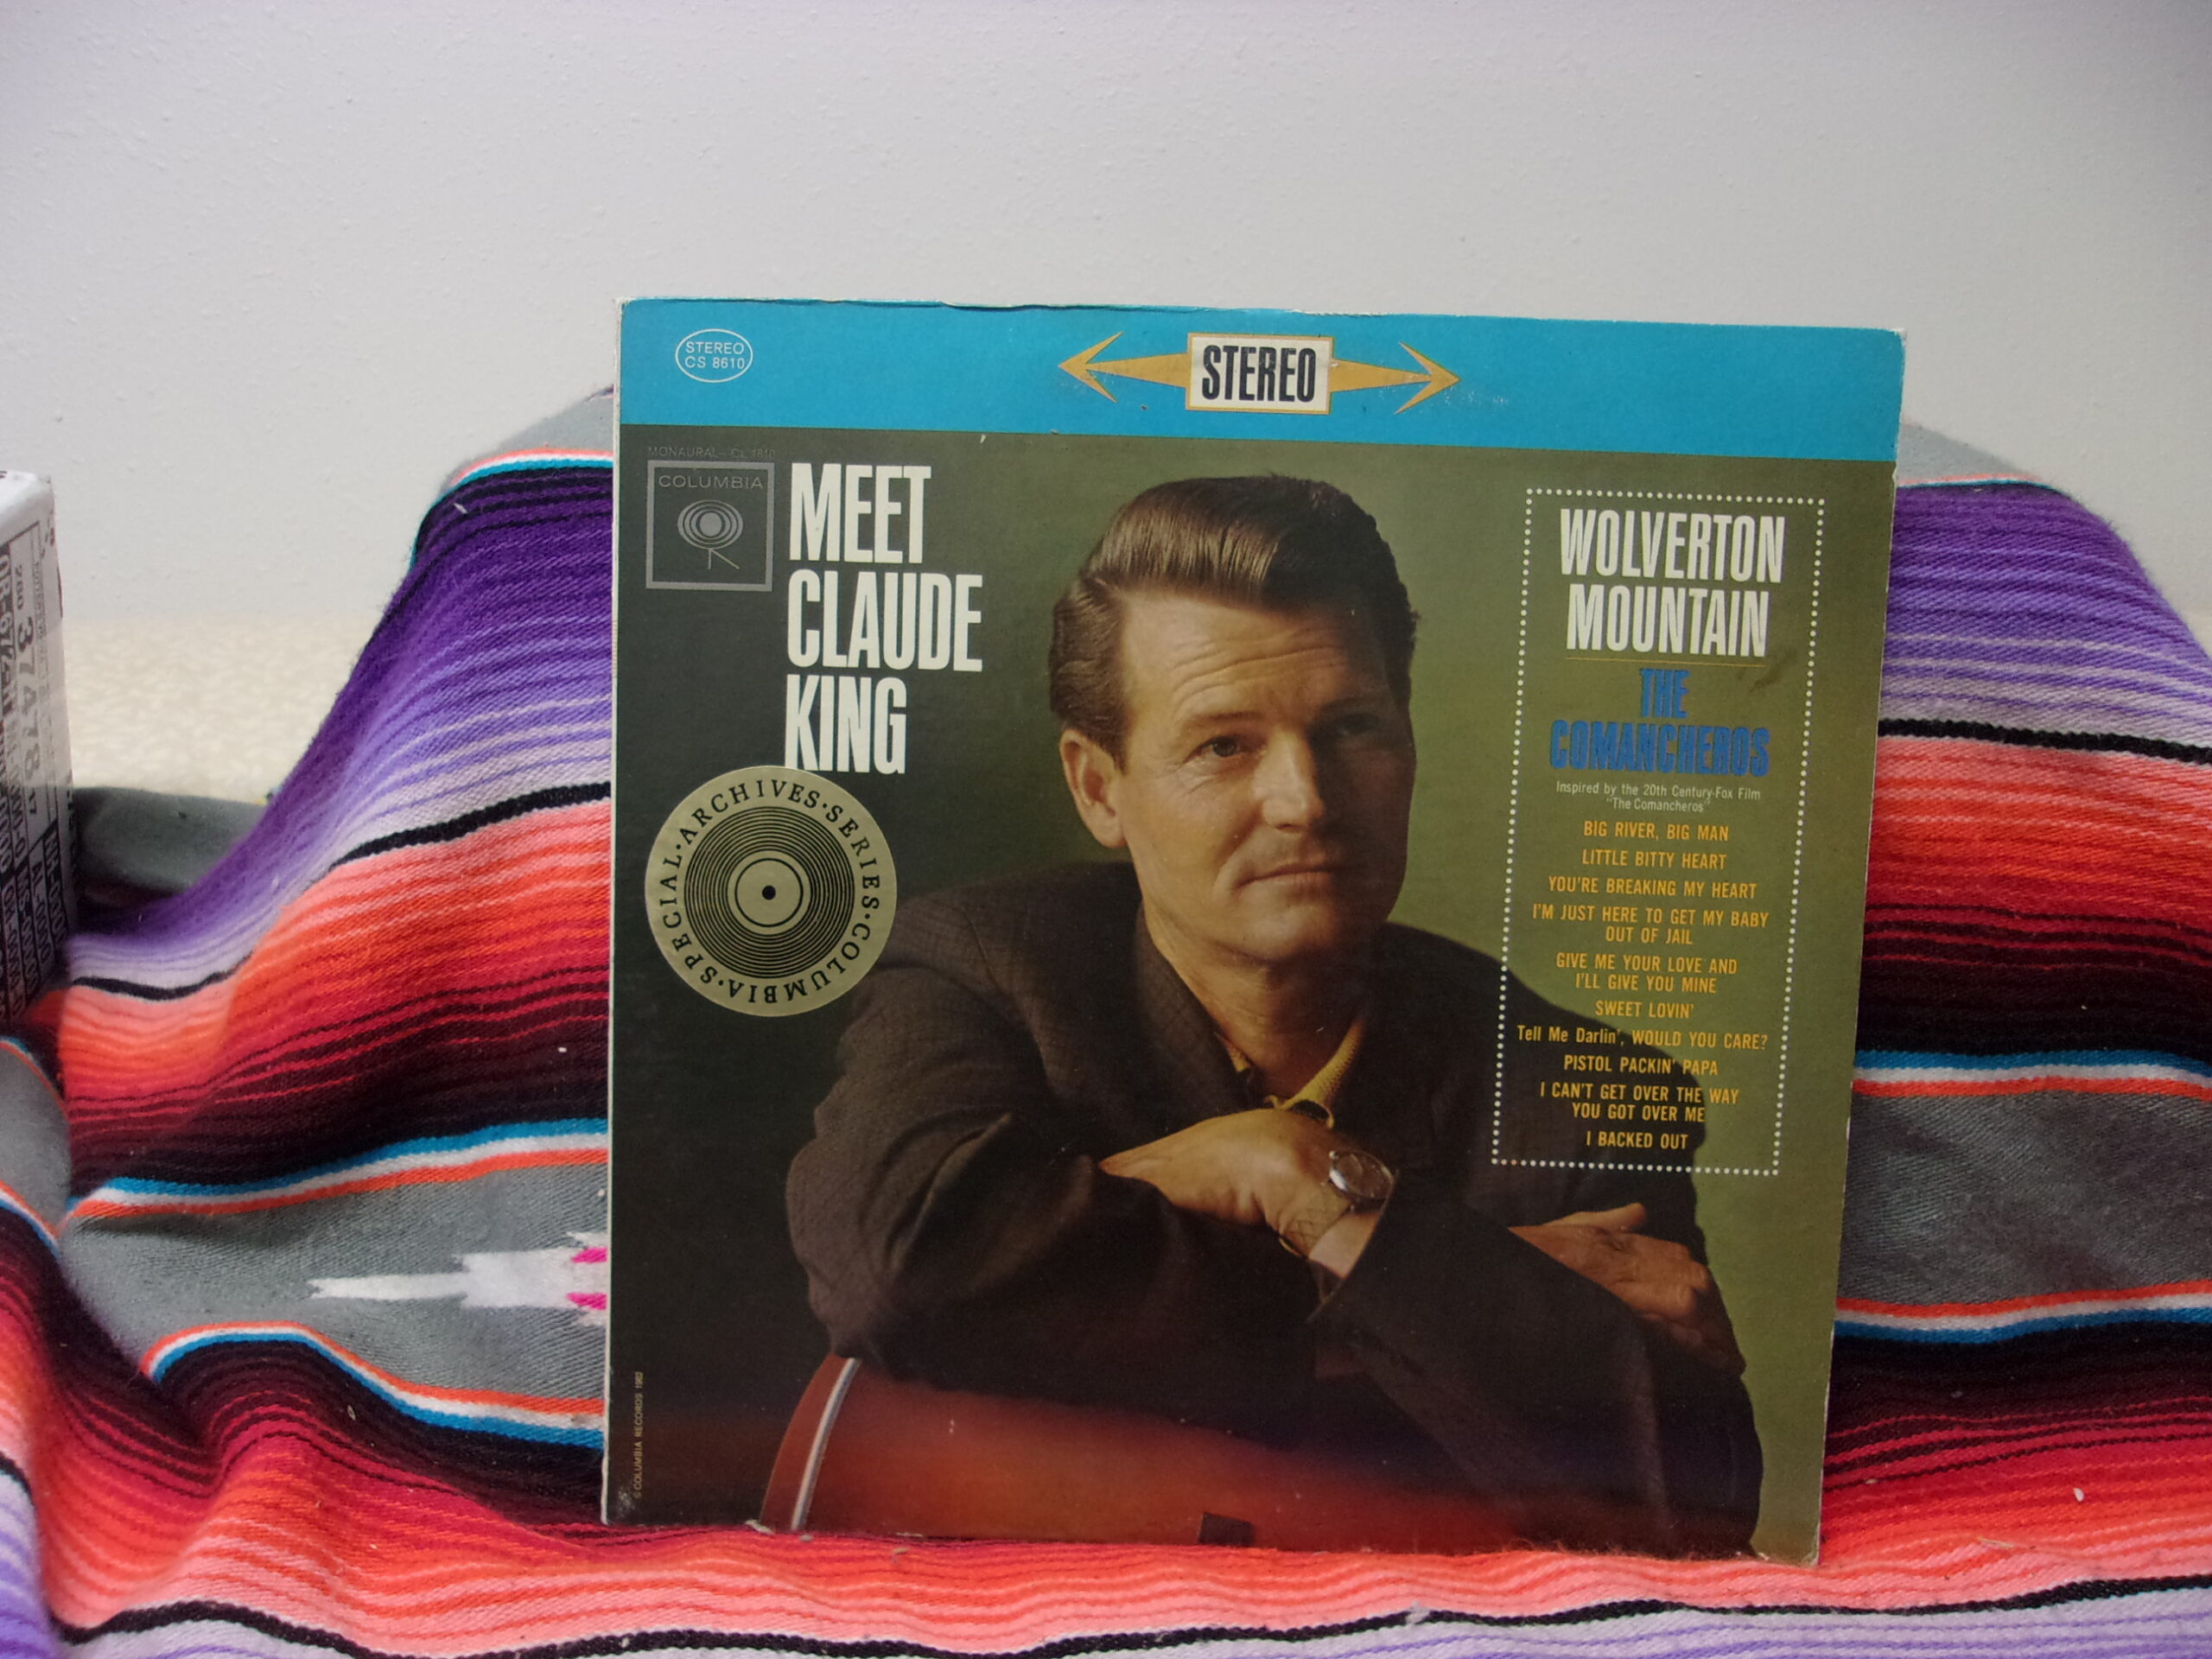 STEREO
CS 8610
STEREO
MONAURAL - CL 1810
COLUMBIA
MEET
CLAUDE
KING
SPECIAL·ARCHIVES·SERIES·COLUMBIA·
WOLVERTON
MOUNTAIN
THE
COMANCHEROS
Inspired by the 20th Century-Fox Film
"The Comancheros"
BIG RIVER, BIG MAN
LITTLE BITTY HEART
YOU'RE BREAKING MY HEART
I'M JUST HERE TO GET MY BABY
OUT OF JAIL
GIVE ME YOUR LOVE AND
I'LL GIVE YOU MINE
SWEET LOVIN'
Tell Me Darlin', WOULD YOU CARE?
PISTOL PACKIN' PAPA
I CAN'T GET OVER THE WAY
YOU GOT OVER ME
I BACKED OUT
© COLUMBIA RECORDS 1962
37478